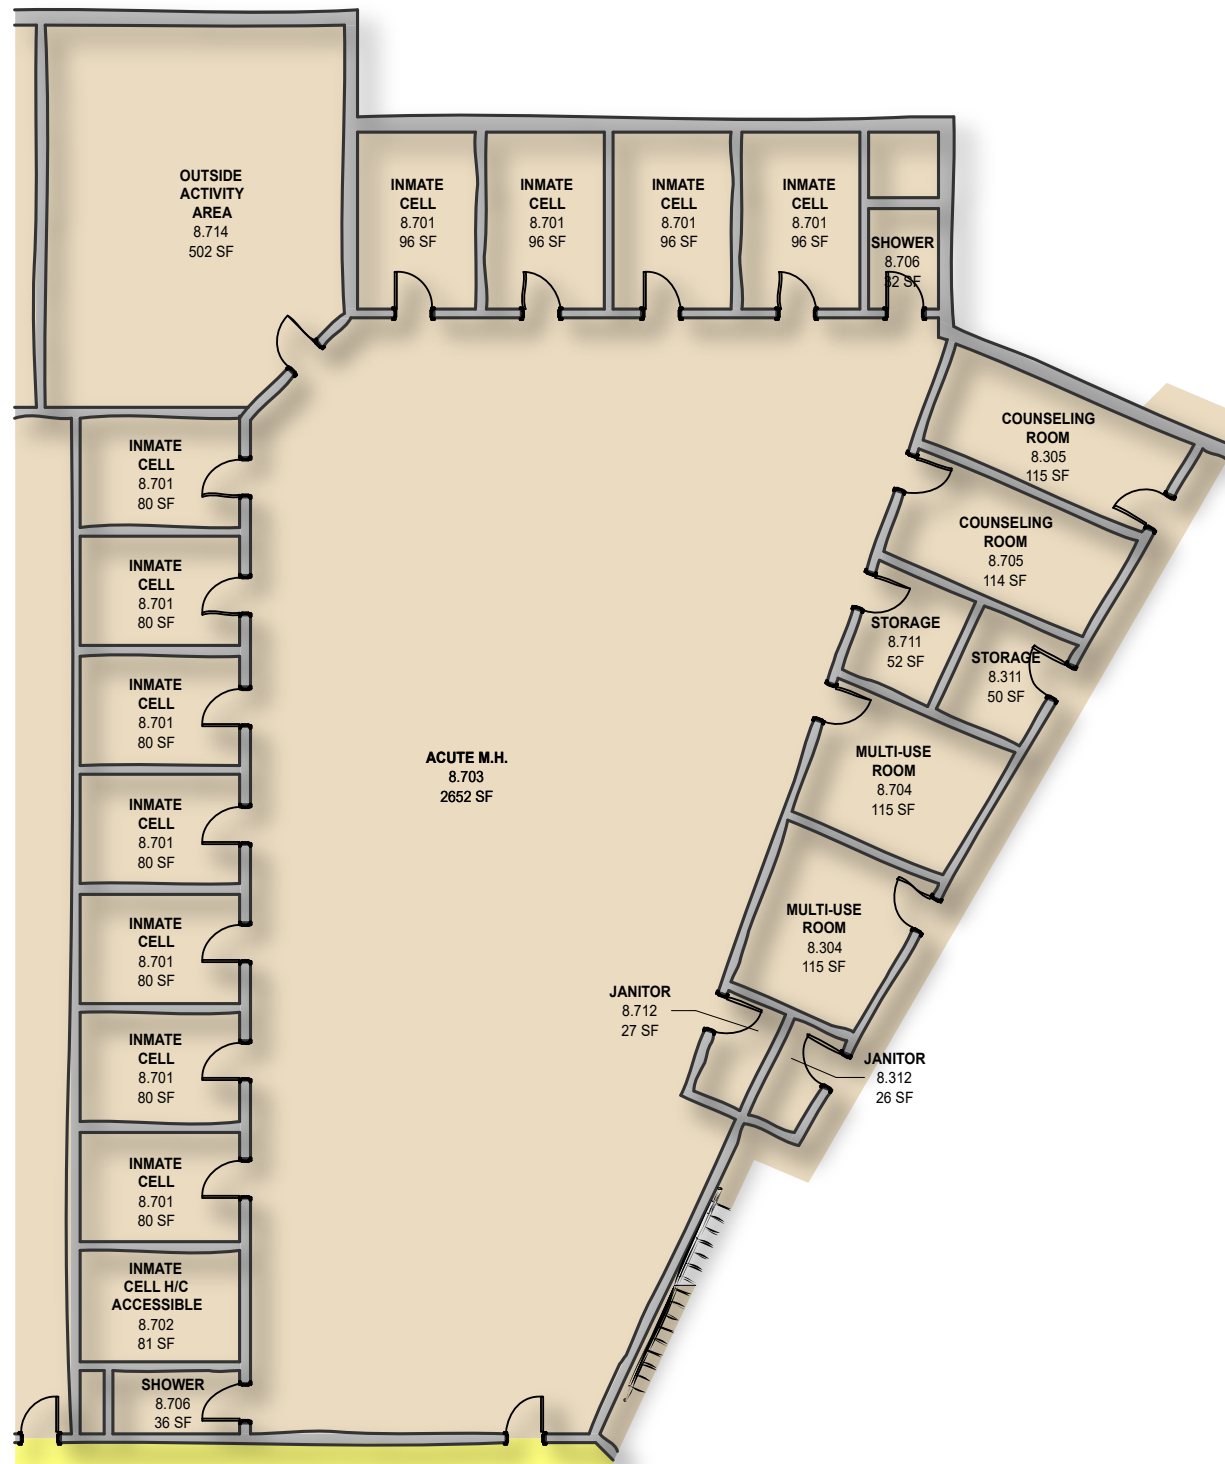 OUTSIDE
ACTIVITY
AREA
8.714
502 SF
INMATE
CELL
8.701
96 SF
INMATE
CELL
8.701
96 SF
INMATE
CELL
8.701
96 SF
INMATE
CELL
8.701
96 SF
SHOWER
8.706
32 SF
COUNSELING
ROOM
8.305
115 SF
COUNSELING
ROOM
8.705
114 SF
STORAGE
8.711
52 SF
STORAGE
8.311
50 SF
MULTI-USE
ROOM
8.704
115 SF
MULTI-USE
ROOM
8.304
115 SF
JANITOR
8.712
27 SF
JANITOR
8.312
26 SF
ACUTE M.H.
8.703
2652 SF
INMATE
CELL
8.701
80 SF
INMATE
CELL
8.701
80 SF
INMATE
CELL
8.701
80 SF
INMATE
CELL
8.701
80 SF
INMATE
CELL
8.701
80 SF
INMATE
CELL
8.701
80 SF
INMATE
CELL
8.701
80 SF
INMATE
CELL H/C
ACCESSIBLE
8.702
81 SF
SHOWER
8.706
36 SF